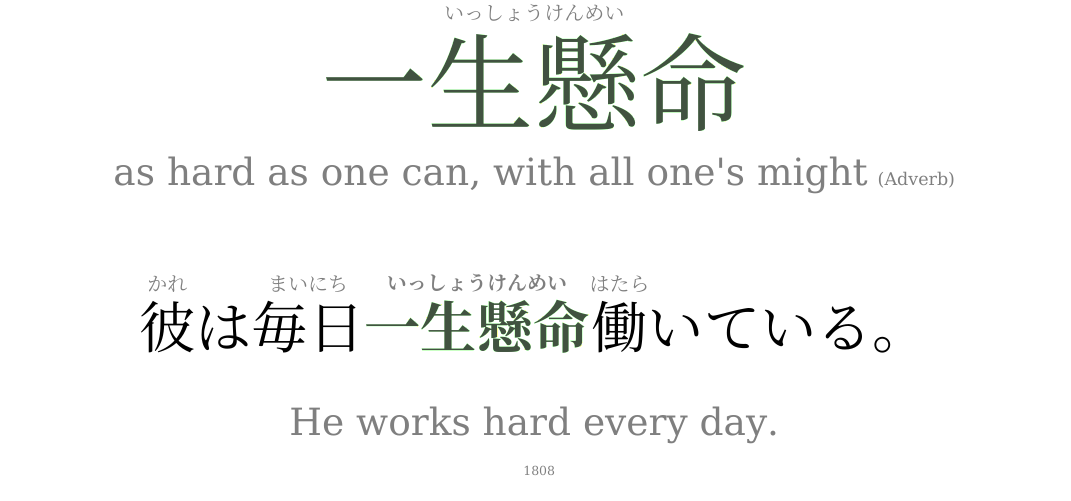 いっしょうけんめい
一生懸命
as hard as one can, with all one's might (Adverb)
かれ まいにち いっしょうけんめい はたら
彼は毎日一生懸命働いている。
He works hard every day.
1808